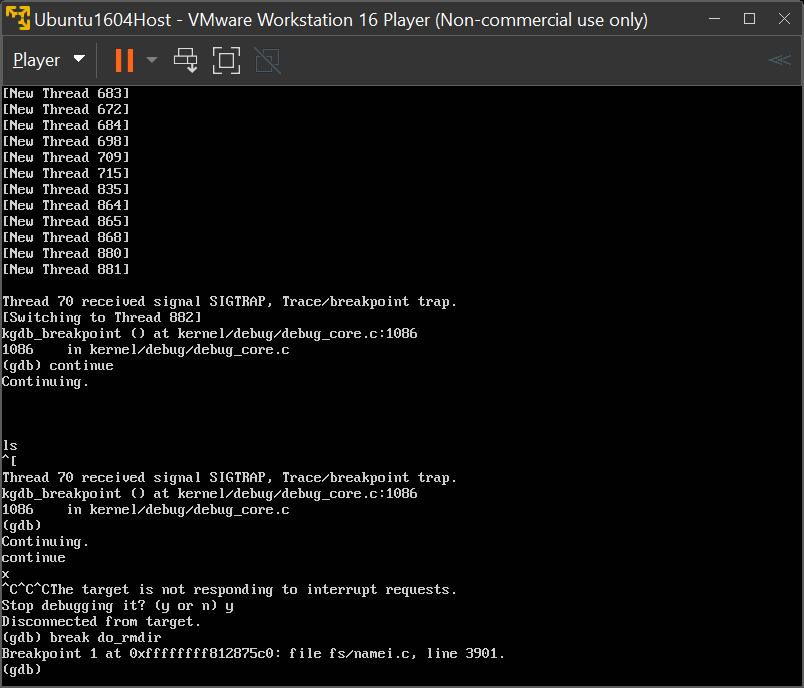 Ubuntu1604Host - VMware Workstation 16 Player (Non-commercial use only)
Player
[New Thread 683]
[New Thread 672]
[New Thread 684]
[New Thread 698]
[New Thread 709]
[New Thread 715]
[New Thread 835]
[New Thread 864]
[New Thread 865]
[New Thread 868]
[New Thread 880]
[New Thread 881]
Thread 70 received signal SIGTRAP, Trace/breakpoint trap.
[Switching to Thread 882]
kgdb_breakpoint () at kernel/debug/debug_core.c:1086
1086    in kernel/debug/debug_core.c
(gdb) continue
Continuing.
ls
^[
Thread 70 received signal SIGTRAP, Trace/breakpoint trap.
kgdb_breakpoint () at kernel/debug/debug_core.c:1086
1086    in kernel/debug/debug_core.c
(gdb)
Continuing.
continue
x
^C^C^CThe target is not responding to interrupt requests.
Stop debugging it? (y or n) y
Disconnected from target.
(gdb) break do_rmdir
Breakpoint 1 at 0xffffffff812875c0: file fs/namei.c, line 3901.
(gdb)